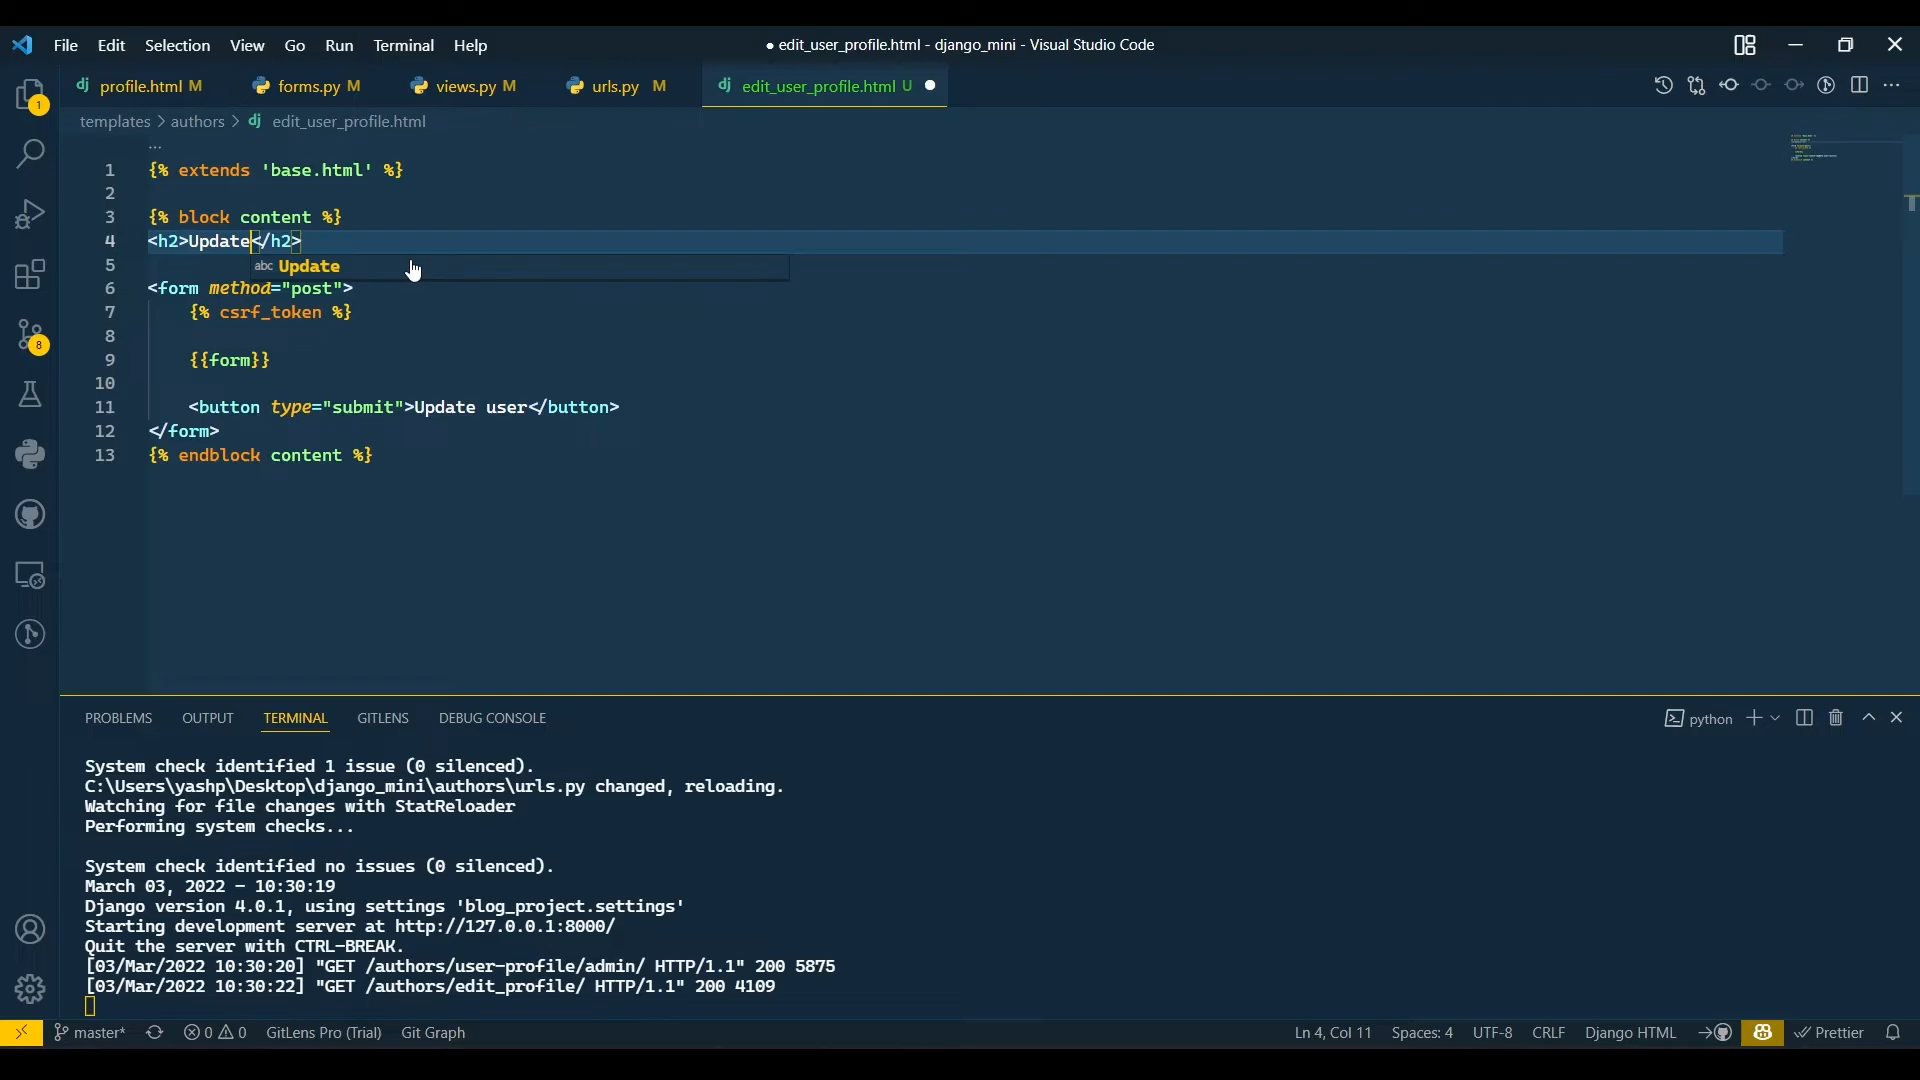 File Edit Selection View Go Run Terminal Help
● edit_user_profile.html - django_mini - Visual Studio Code
dj profile.html M
forms.py M
views.py M
urls.py M
dj edit_user_profile.html U ●
templates > authors > dj edit_user_profile.html
...
1 {% extends 'base.html' %}
2
3 {% block content %}
4 <h2>Update</h2>
5
abc Update
6 <form method="post">
7 {% csrf_token %}
8
9 {{form}}
10
11 <button type="submit">Update user</button>
12 </form>
13 {% endblock content %}
1
8
PROBLEMS OUTPUT TERMINAL GITLENS DEBUG CONSOLE
python
System check identified 1 issue (0 silenced).
C:\Users\yashp\Desktop\django_mini\authors\urls.py changed, reloading.
Watching for file changes with StatReloader
Performing system checks...
System check identified no issues (0 silenced).
March 03, 2022 - 10:30:19
Django version 4.0.1, using settings 'blog_project.settings'
Starting development server at http://127.0.0.1:8000/
Quit the server with CTRL-BREAK.
[03/Mar/2022 10:30:20] "GET /authors/user-profile/admin/ HTTP/1.1" 200 5875
[03/Mar/2022 10:30:22] "GET /authors/edit_profile/ HTTP/1.1" 200 4109
master* 0 0 GitLens Pro (Trial) Git Graph
Ln 4, Col 11 Spaces: 4 UTF-8 CRLF Django HTML Prettier